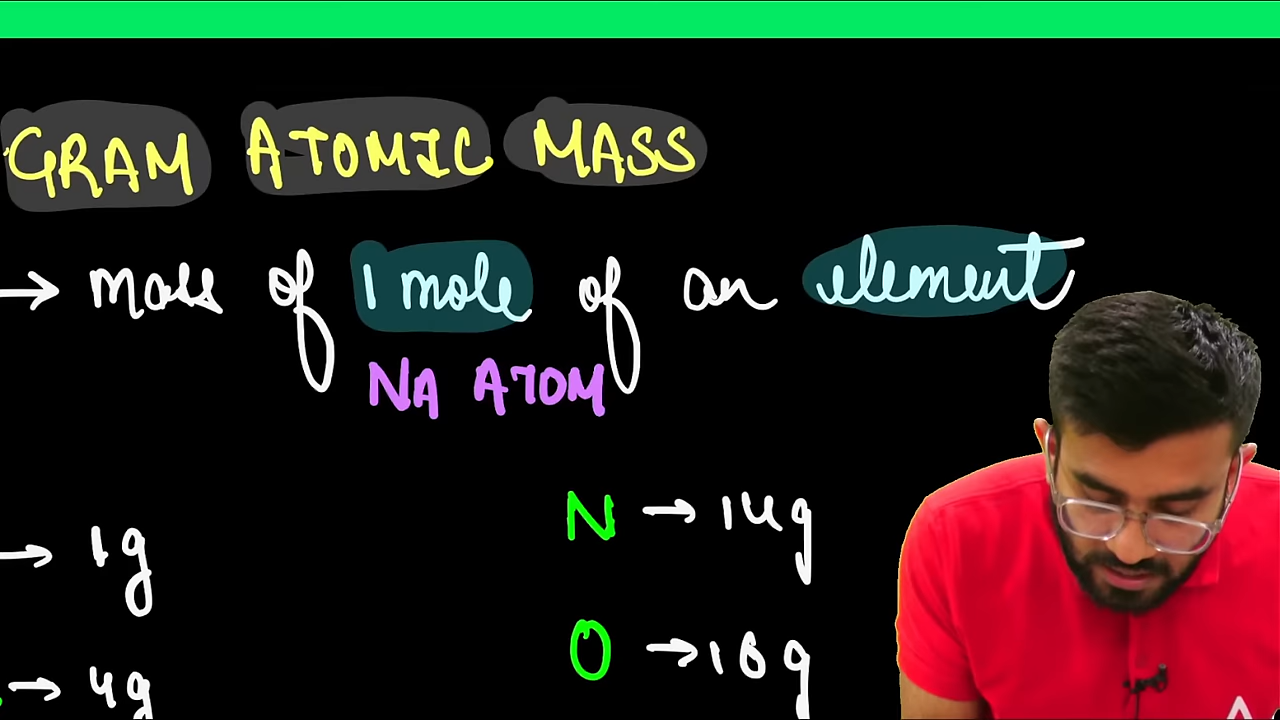 GRAM ATOMIC MASS
→ mass of 1 mole of an element
NA ATOM
→ 1g
N → 14g
O → 16g
→ 4g